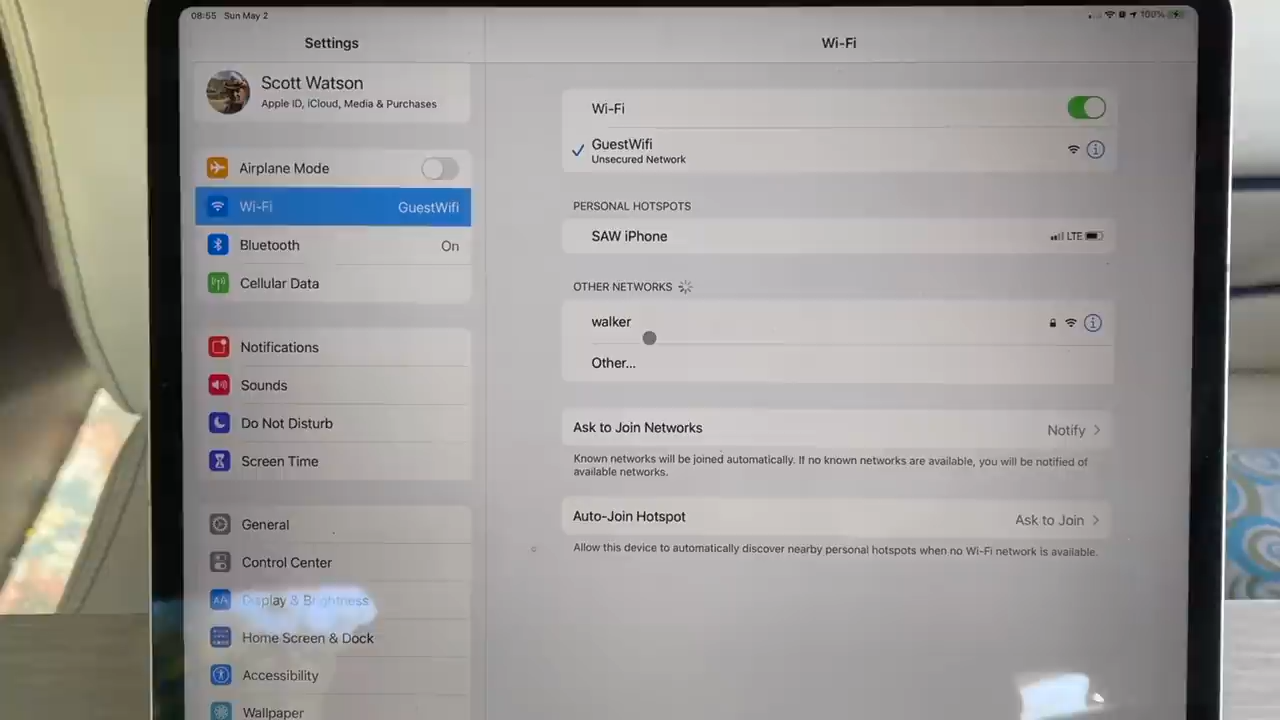 08:55 Sun May 2
100%
Settings
Scott Watson
Apple ID, iCloud, Media & Purchases
Airplane Mode
Wi-Fi GuestWifi
Bluetooth On
Cellular Data
Notifications
Sounds
Do Not Disturb
Screen Time
General
Control Center
Display & Brightness
Home Screen & Dock
Accessibility
Wallpaper
Wi-Fi
Wi-Fi
GuestWifi
Unsecured Network
PERSONAL HOTSPOTS
SAW iPhone LTE
OTHER NETWORKS
walker
Other...
Ask to Join Networks Notify
Known networks will be joined automatically. If no known networks are available, you will be notified of
available networks.
Auto-Join Hotspot Ask to Join
Allow this device to automatically discover nearby personal hotspots when no Wi-Fi network is available.